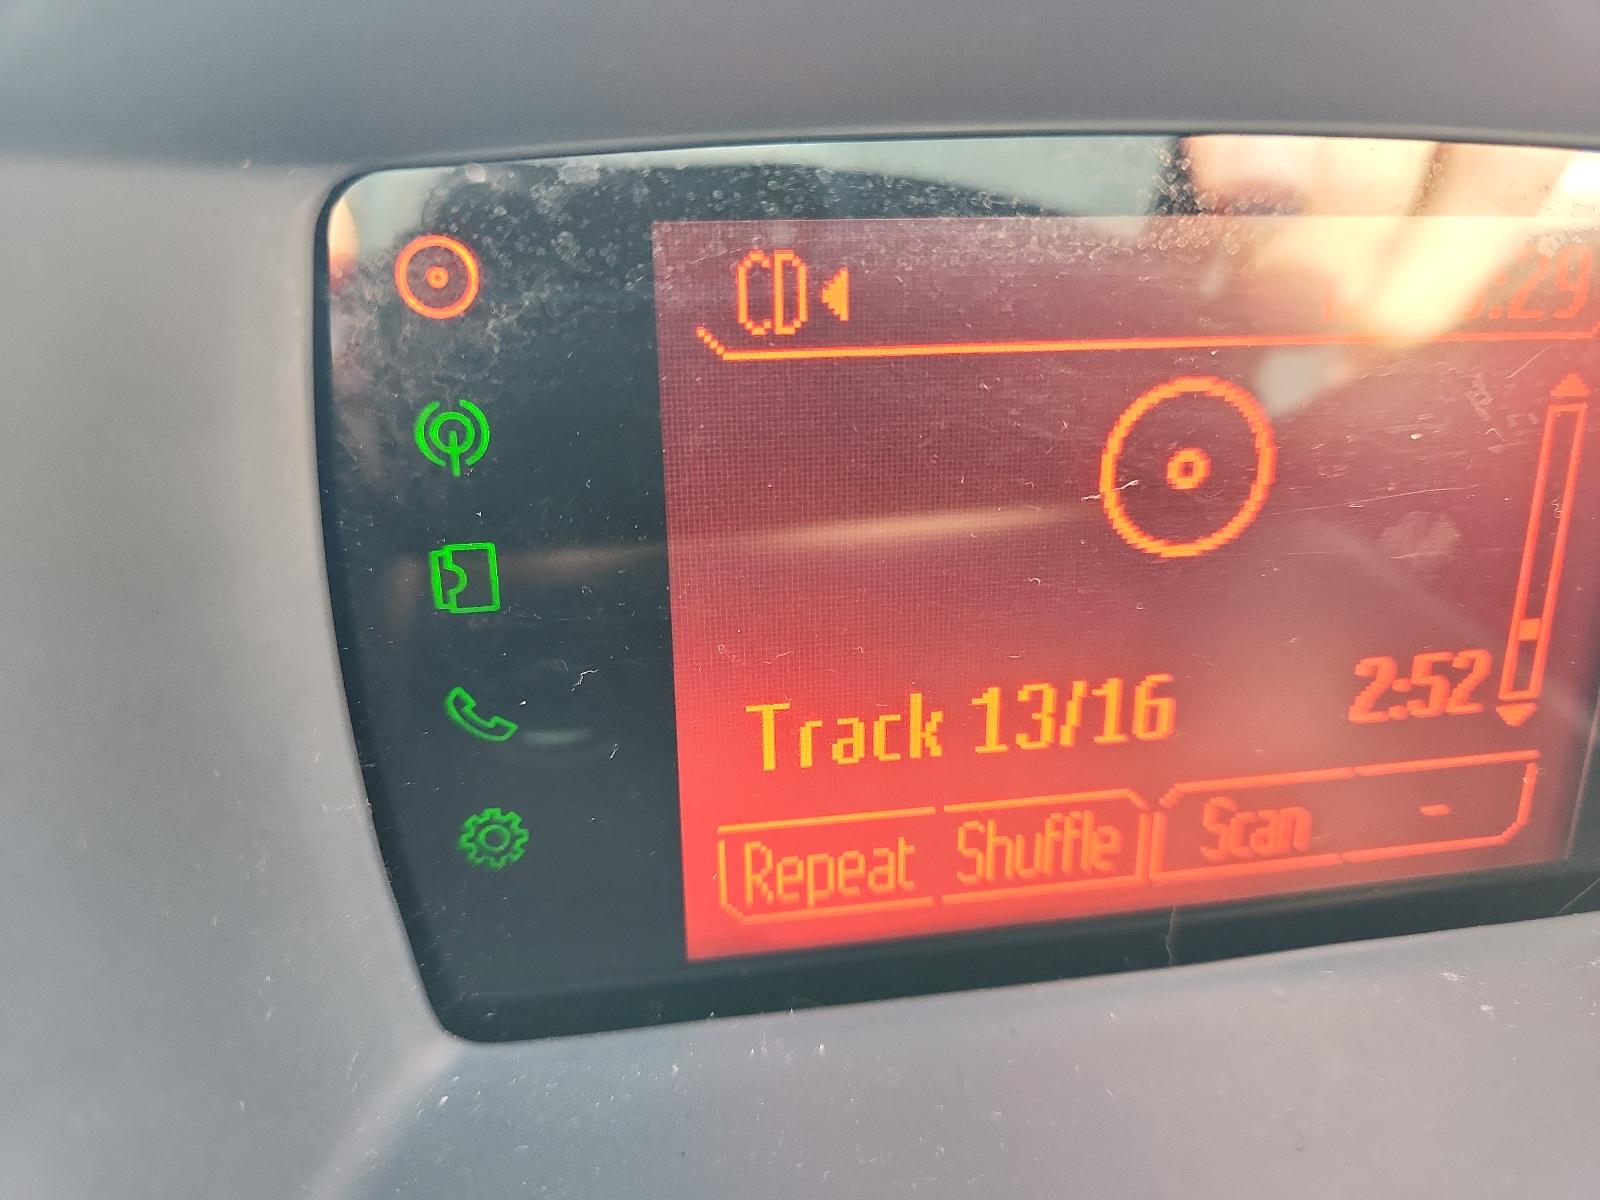 CD
Track 13/16 2:52
Repeat Shuffle Scan -